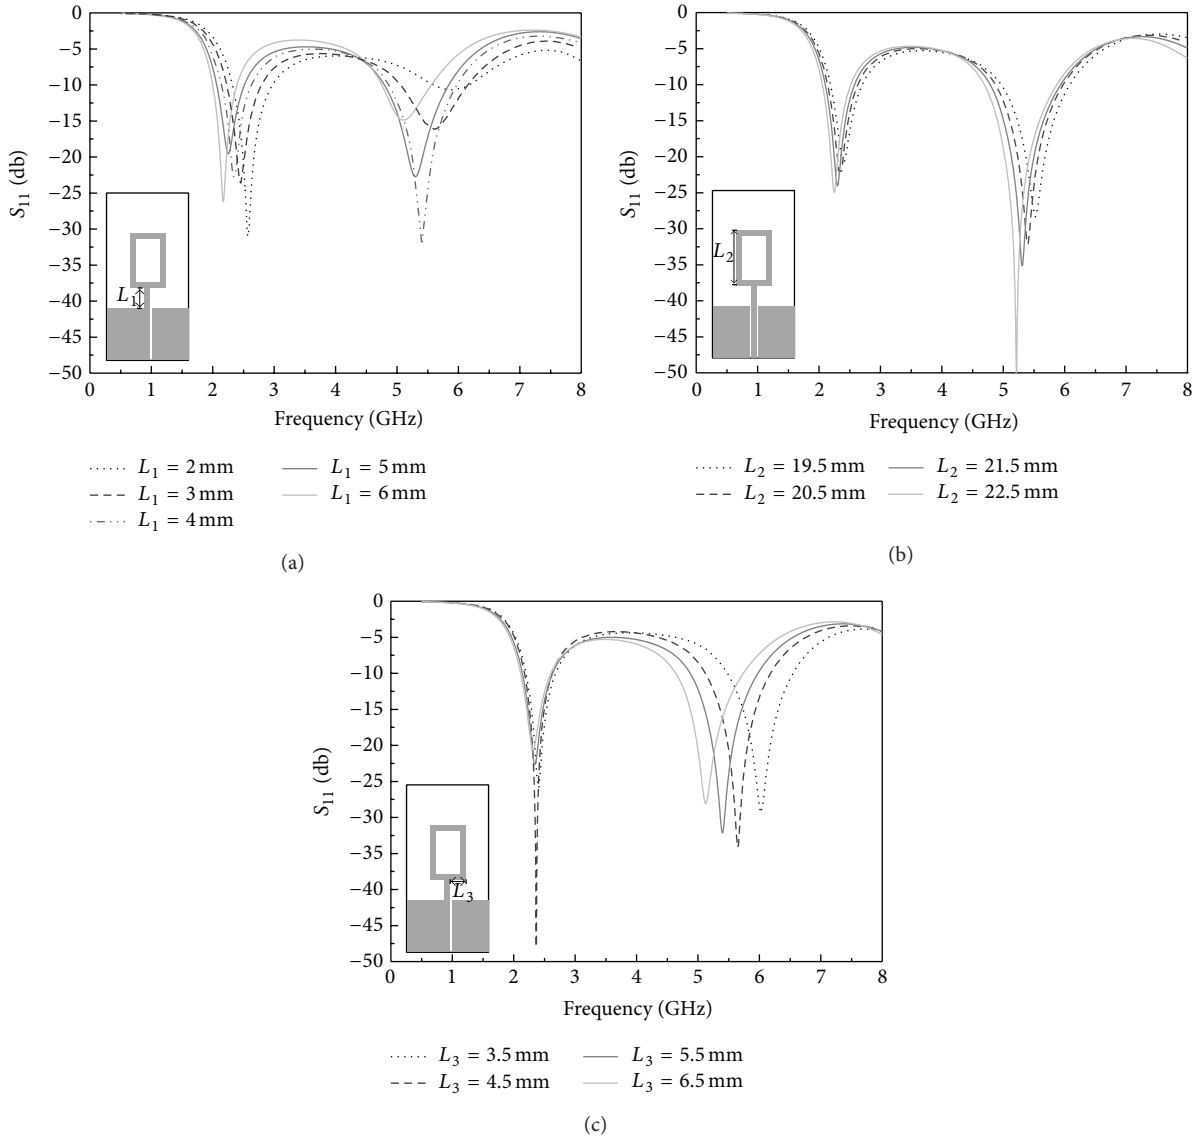 0
−5
−10
−15
−20
−25
−30
−35
−40
−45
−50
S11 (db)
L1
0 1 2 3 4 5 6 7 8
Frequency (GHz)
L1 = 2 mm
L1 = 3 mm
L1 = 4 mm
L1 = 5 mm
L1 = 6 mm
(a)
0
−5
−10
−15
−20
−25
−30
−35
−40
−45
−50
S11 (db)
L2
0 1 2 3 4 5 6 7 8
Frequency (GHz)
L2 = 19.5 mm
L2 = 20.5 mm
L2 = 21.5 mm
L2 = 22.5 mm
(b)
0
−5
−10
−15
−20
−25
−30
−35
−40
−45
−50
S11 (db)
L3
0 1 2 3 4 5 6 7 8
Frequency (GHz)
L3 = 3.5 mm
L3 = 4.5 mm
L3 = 5.5 mm
L3 = 6.5 mm
(c)